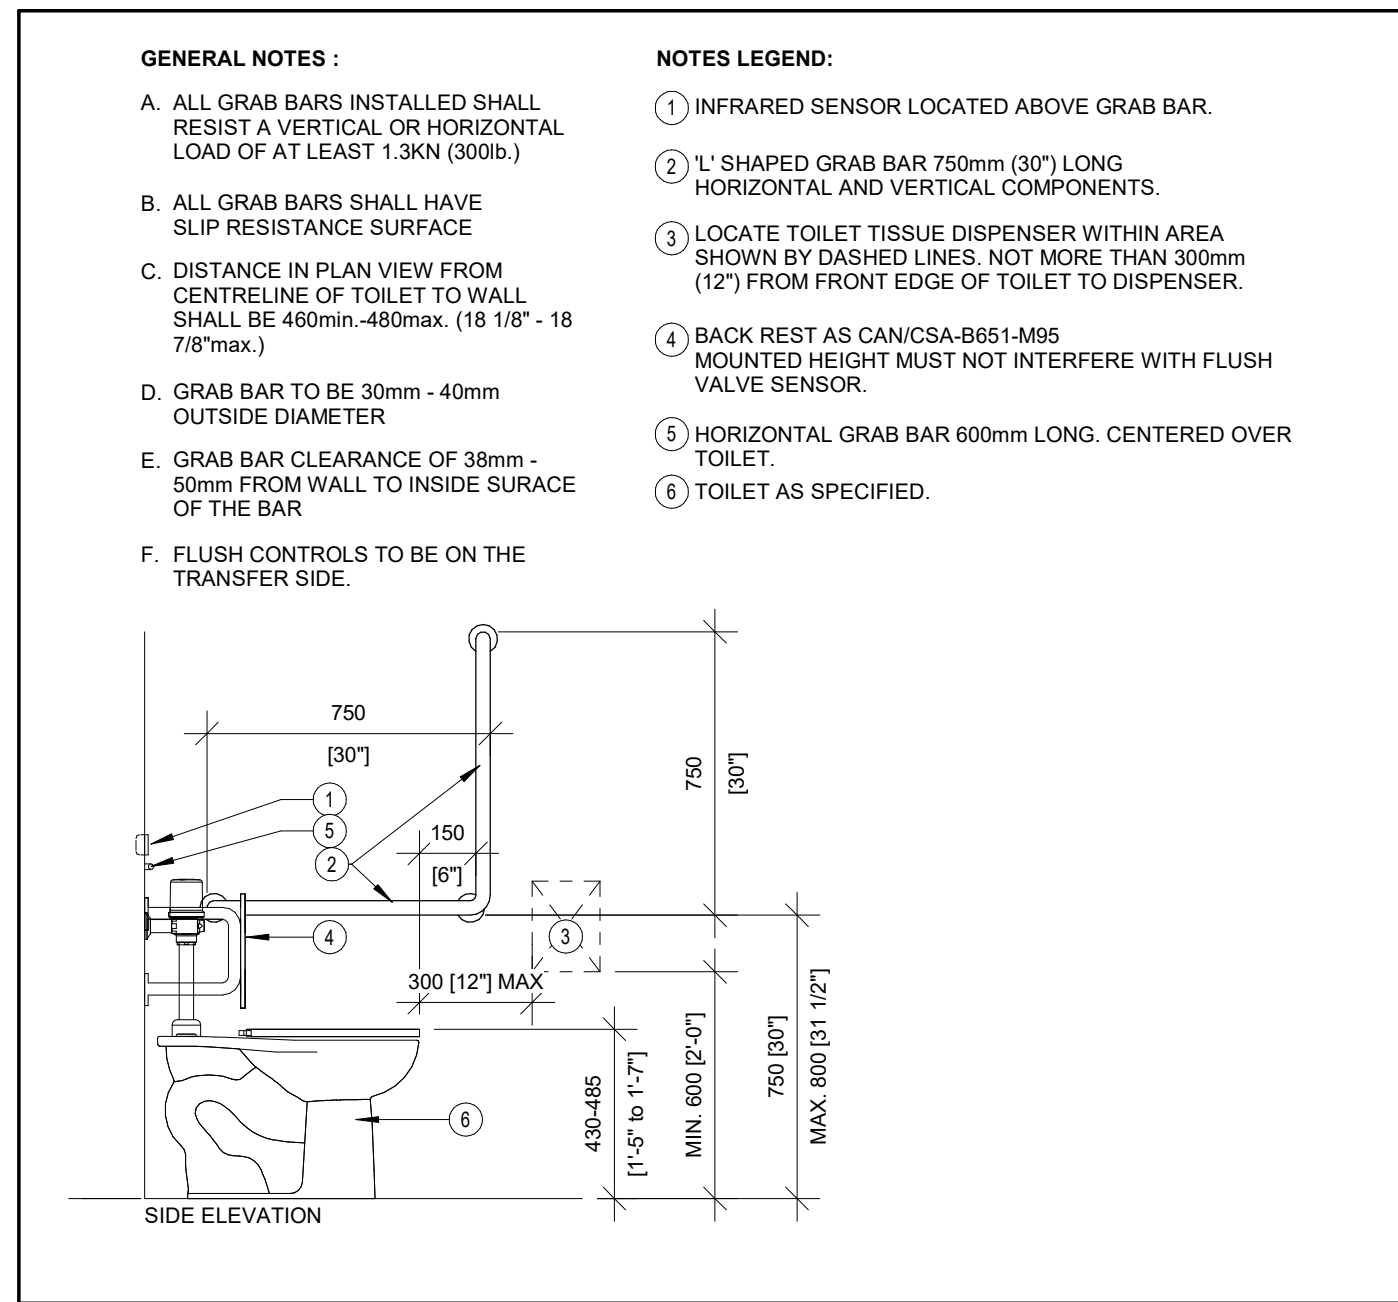 GENERAL NOTES :
A. ALL GRAB BARS INSTALLED SHALL
RESIST A VERTICAL OR HORIZONTAL
LOAD OF AT LEAST 1.3KN (300lb.)
B. ALL GRAB BARS SHALL HAVE
SLIP RESISTANCE SURFACE
C. DISTANCE IN PLAN VIEW FROM
CENTRELINE OF TOILET TO WALL
SHALL BE 460min.-480max. (18 1/8" - 18
7/8"max.)
D. GRAB BAR TO BE 30mm - 40mm
OUTSIDE DIAMETER
E. GRAB BAR CLEARANCE OF 38mm -
50mm FROM WALL TO INSIDE SURACE
OF THE BAR
F. FLUSH CONTROLS TO BE ON THE
TRANSFER SIDE.
NOTES LEGEND:
1 INFRARED SENSOR LOCATED ABOVE GRAB BAR.
2 'L' SHAPED GRAB BAR 750mm (30") LONG
HORIZONTAL AND VERTICAL COMPONENTS.
3 LOCATE TOILET TISSUE DISPENSER WITHIN AREA
SHOWN BY DASHED LINES. NOT MORE THAN 300mm
(12") FROM FRONT EDGE OF TOILET TO DISPENSER.
4 BACK REST AS CAN/CSA-B651-M95
MOUNTED HEIGHT MUST NOT INTERFERE WITH FLUSH
VALVE SENSOR.
5 HORIZONTAL GRAB BAR 600mm LONG. CENTERED OVER
TOILET.
6 TOILET AS SPECIFIED.
750
[30"]
750
[30"]
1
5
2
150
[6"]
4
3
300 [12"] MAX
6
430-485
[1'-5" to 1'-7"]
MIN. 600 [2'-0"]
750 [30"]
MAX. 800 [31 1/2"]
SIDE ELEVATION